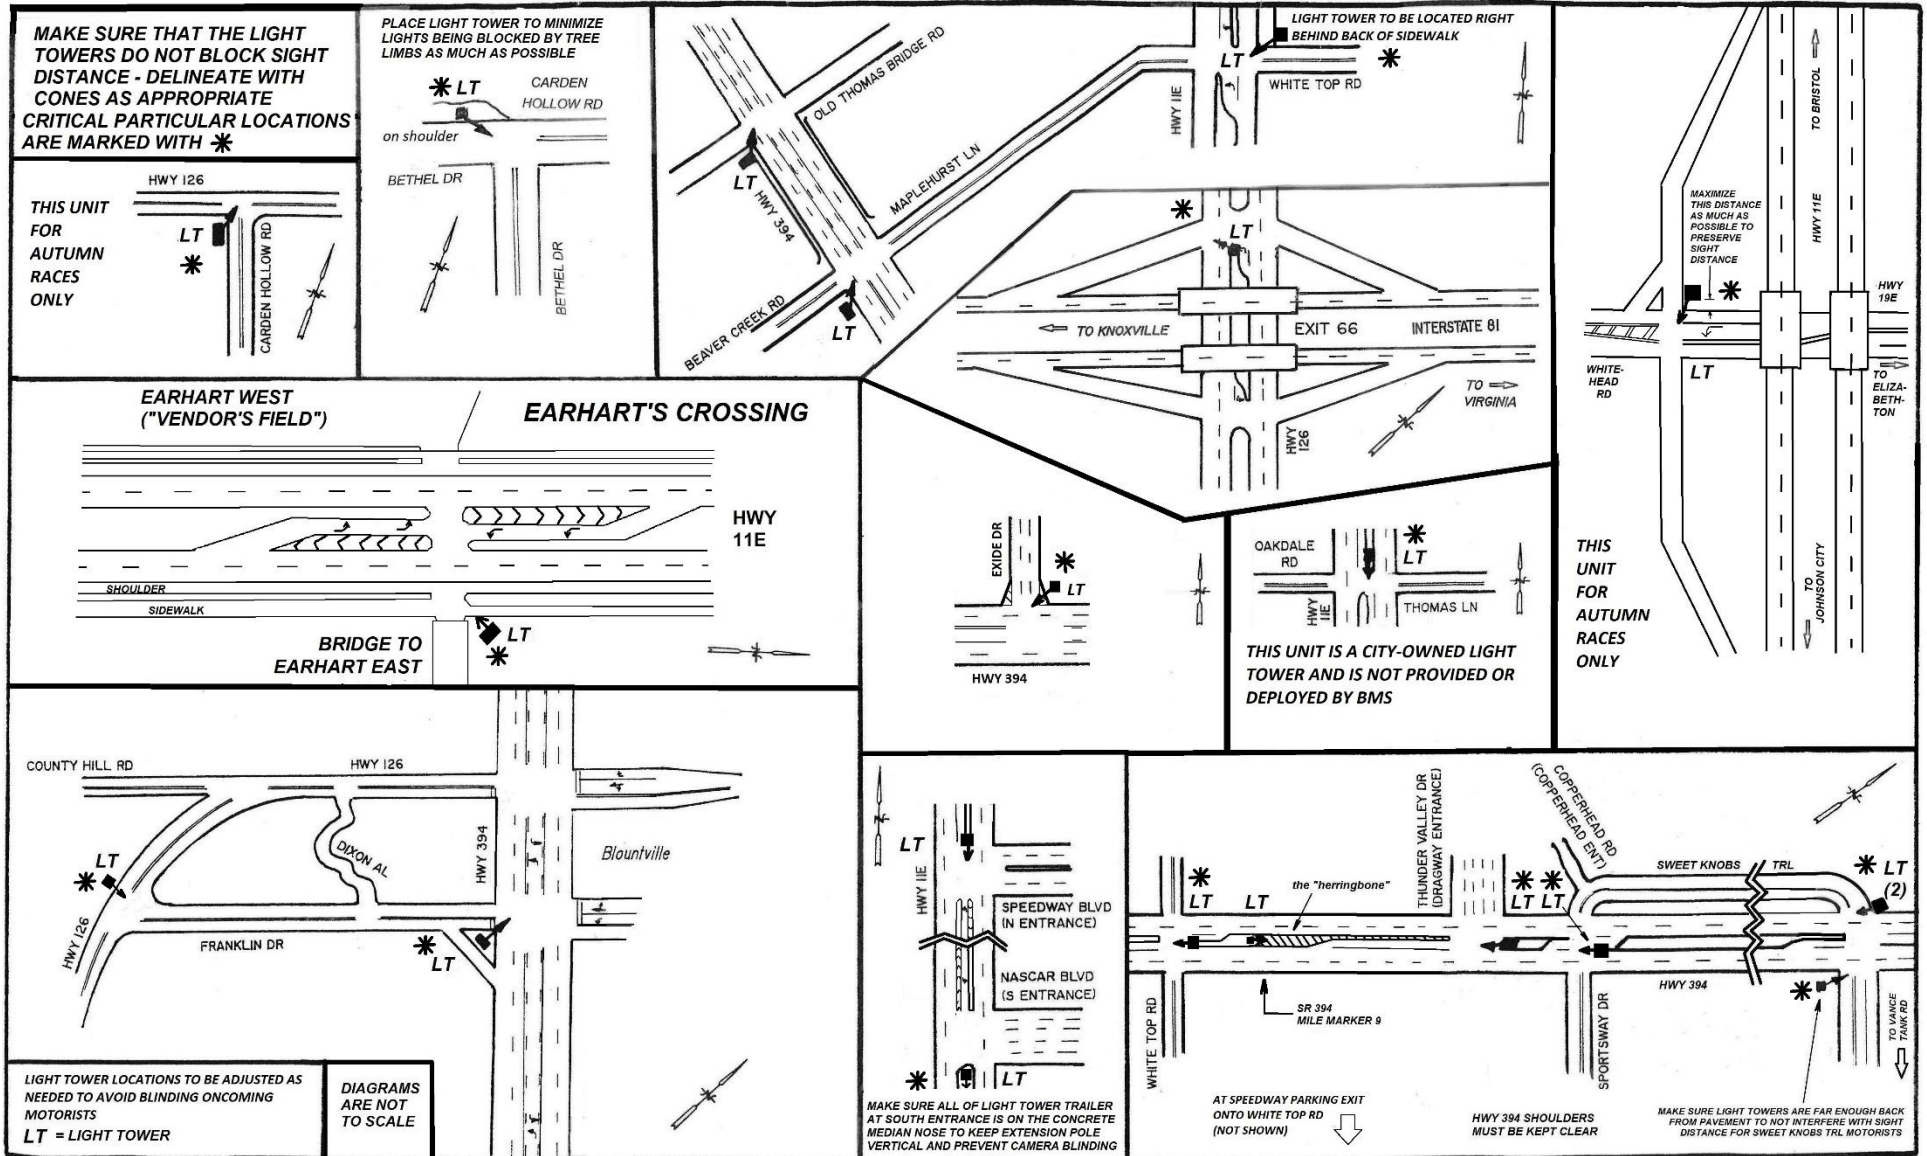 MAKE SURE THAT THE LIGHT
TOWERS DO NOT BLOCK SIGHT
DISTANCE - DELINEATE WITH
CONES AS APPROPRIATE
CRITICAL PARTICULAR LOCATIONS
ARE MARKED WITH *
HWY 126
THIS UNIT
FOR
AUTUMN
RACES
ONLY
LT
*
CARDEN HOLLOW RD
PLACE LIGHT TOWER TO MINIMIZE
LIGHTS BEING BLOCKED BY TREE
LIMBS AS MUCH AS POSSIBLE
* LT
CARDEN
HOLLOW RD
on shoulder
BETHEL DR
BETHEL DR
OLD THOMAS BRIDGE RD
LT
HWY 394
MAPLEHURST LN
BEAVER CREEK RD
LT
LIGHT TOWER TO BE LOCATED RIGHT
BEHIND BACK OF SIDEWALK
LT
*
WHITE TOP RD
HWY 11E
*
LT
TO KNOXVILLE
EXIT 66
INTERSTATE 81
TO
VIRGINIA
HWY
126
TO BRISTOL
MAXIMIZE
THIS DISTANCE
AS MUCH AS
POSSIBLE TO
PRESERVE
SIGHT
DISTANCE
*
HWY 11E
HWY
19E
WHITE-
HEAD
RD
LT
TO
ELIZA-
BETH-
TON
THIS
UNIT
FOR
AUTUMN
RACES
ONLY
TO
JOHNSON CITY
EARHART WEST
("VENDOR'S FIELD")
EARHART'S CROSSING
HWY
11E
SHOULDER
SIDEWALK
BRIDGE TO
EARHART EAST
LT
*
EXIDE DR
*
LT
HWY 394
OAKDALE
RD
*
LT
HWY
11E
THOMAS LN
THIS UNIT IS A CITY-OWNED LIGHT
TOWER AND IS NOT PROVIDED OR
DEPLOYED BY BMS
COUNTY HILL RD
HWY 126
DIXON AL
HWY 394
Blountville
LT
*
HWY 126
FRANKLIN DR
*
LT
LIGHT TOWER LOCATIONS TO BE ADJUSTED AS
NEEDED TO AVOID BLINDING ONCOMING
MOTORISTS
LT = LIGHT TOWER
DIAGRAMS
ARE NOT
TO SCALE
LT
HWY 11E
SPEEDWAY BLVD
(N ENTRANCE)
NASCAR BLVD
(S ENTRANCE)
*
LT
MAKE SURE ALL OF LIGHT TOWER TRAILER
AT SOUTH ENTRANCE IS ON THE CONCRETE
MEDIAN NOSE TO KEEP EXTENSION POLE
VERTICAL AND PREVENT CAMERA BLINDING
THUNDER VALLEY DR
(DRAGWAY ENTRANCE)
COPPERHEAD RD
(COPPERHEAD ENT)
SWEET KNOBS TRL
*
LT
(2)
*
LT
LT
the "herringbone"
* *
LT LT
SR 394
MILE MARKER 9
HWY 394
*
WHITE TOP RD
SPORTSWAY DR
TO VANCE
TANK RD
AT SPEEDWAY PARKING EXIT
ONTO WHITE TOP RD
(NOT SHOWN)
HWY 394 SHOULDERS
MUST BE KEPT CLEAR
MAKE SURE LIGHT TOWERS ARE FAR ENOUGH BACK
FROM PAVEMENT TO NOT INTERFERE WITH SIGHT
DISTANCE FOR SWEET KNOBS TRL MOTORISTS